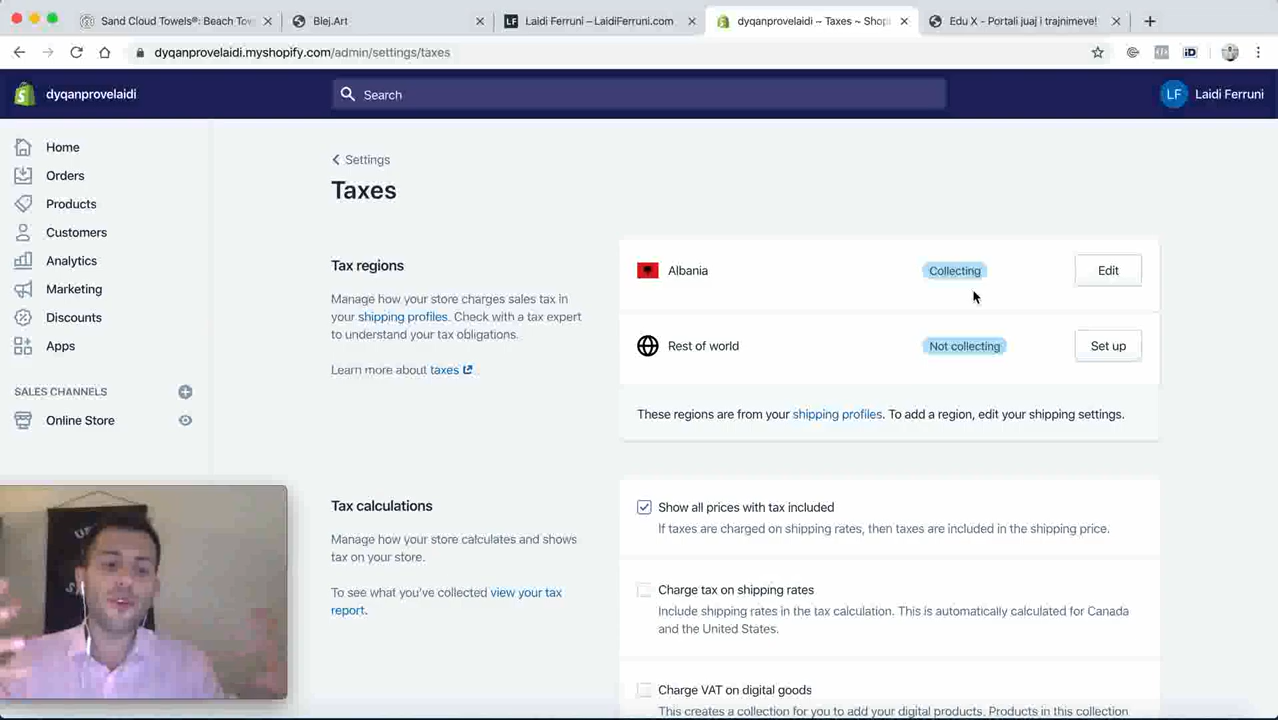 Sand Cloud Towels®: Beach Tow
Blej.Art
LF
Laidi Ferruni – LaidiFerruni.com
dyqanprovelaidi ~ Taxes ~ Shop
Edu X - Portali juaj i trajnimeve!
dyqanprovelaidi.myshopify.com/admin/settings/taxes
iD
dyqanprovelaidi
Search
LF
Laidi Ferruni
Home
Orders
Products
Customers
Analytics
Marketing
Discounts
Apps
SALES CHANNELS
Online Store
Settings
Taxes
Tax regions
Manage how your store charges sales tax in
your shipping profiles. Check with a tax expert
to understand your tax obligations.
Learn more about taxes
Albania
Collecting
Edit
Rest of world
Not collecting
Set up
These regions are from your shipping profiles. To add a region, edit your shipping settings.
Tax calculations
Manage how your store calculates and shows
tax on your store.
To see what you've collected view your tax
report.
Show all prices with tax included
If taxes are charged on shipping rates, then taxes are included in the shipping price.
Charge tax on shipping rates
Include shipping rates in the tax calculation. This is automatically calculated for Canada
and the United States.
Charge VAT on digital goods
This creates a collection for you to add your digital products. Products in this collection